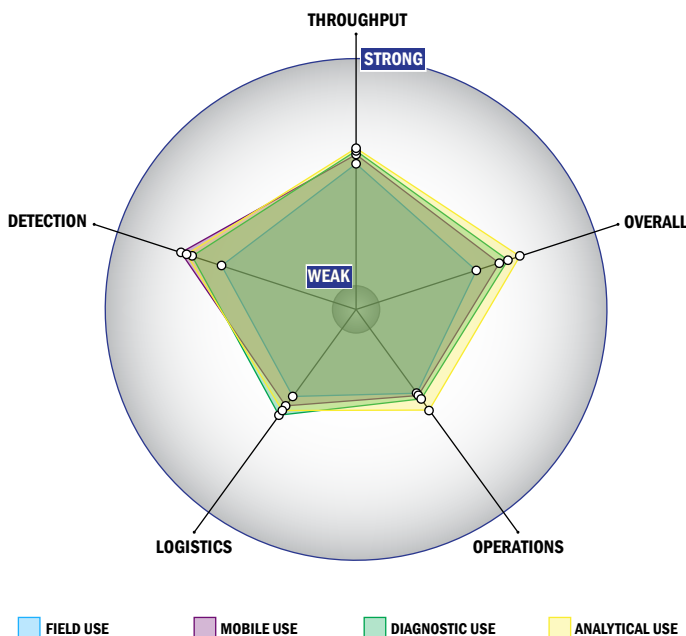 THROUGHPUT
STRONG
DETECTION
OVERALL
WEAK
LOGISTICS
OPERATIONS
FIELD USE
MOBILE USE
DIAGNOSTIC USE
ANALYTICAL USE